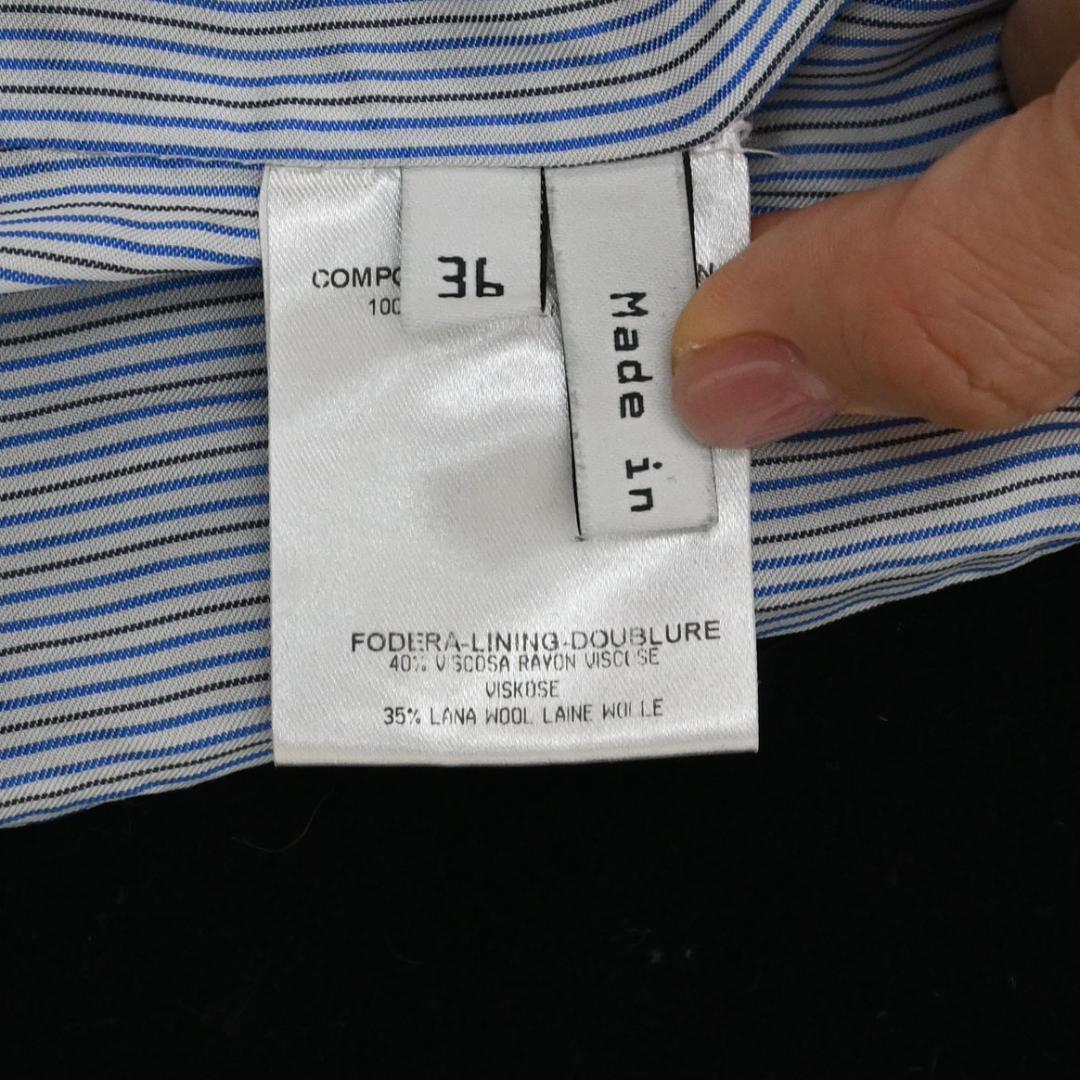 COMPO
100
36
Made in
FODERA-LINING-DOUBLURE
40% VISCOSA RAYON VISCOSE
VISKOSE
35% LANA WOOL LAINE WOLLE